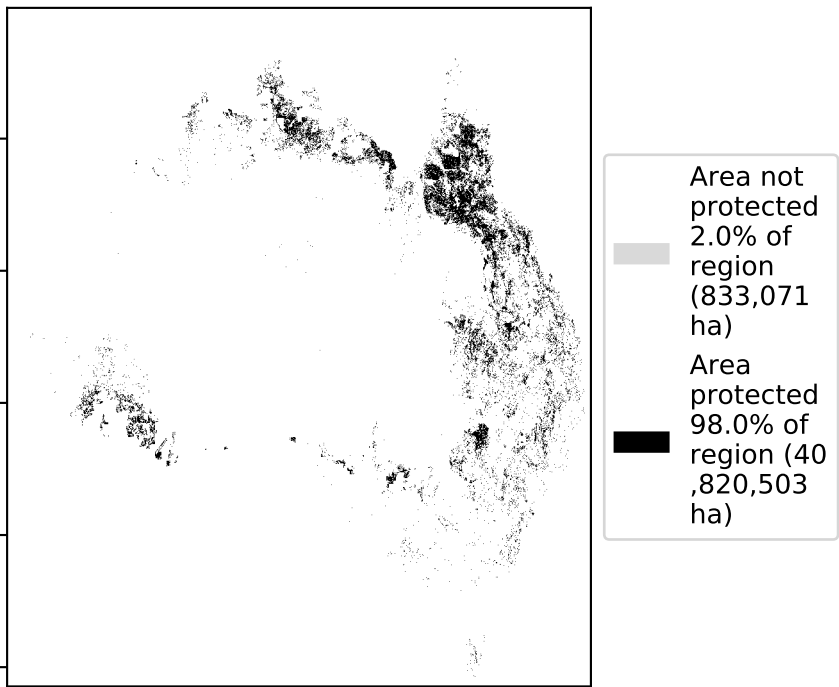 Area not
protected
2.0% of
region
(833,071
ha)
Area
protected
98.0% of
region (40
,820,503
ha)